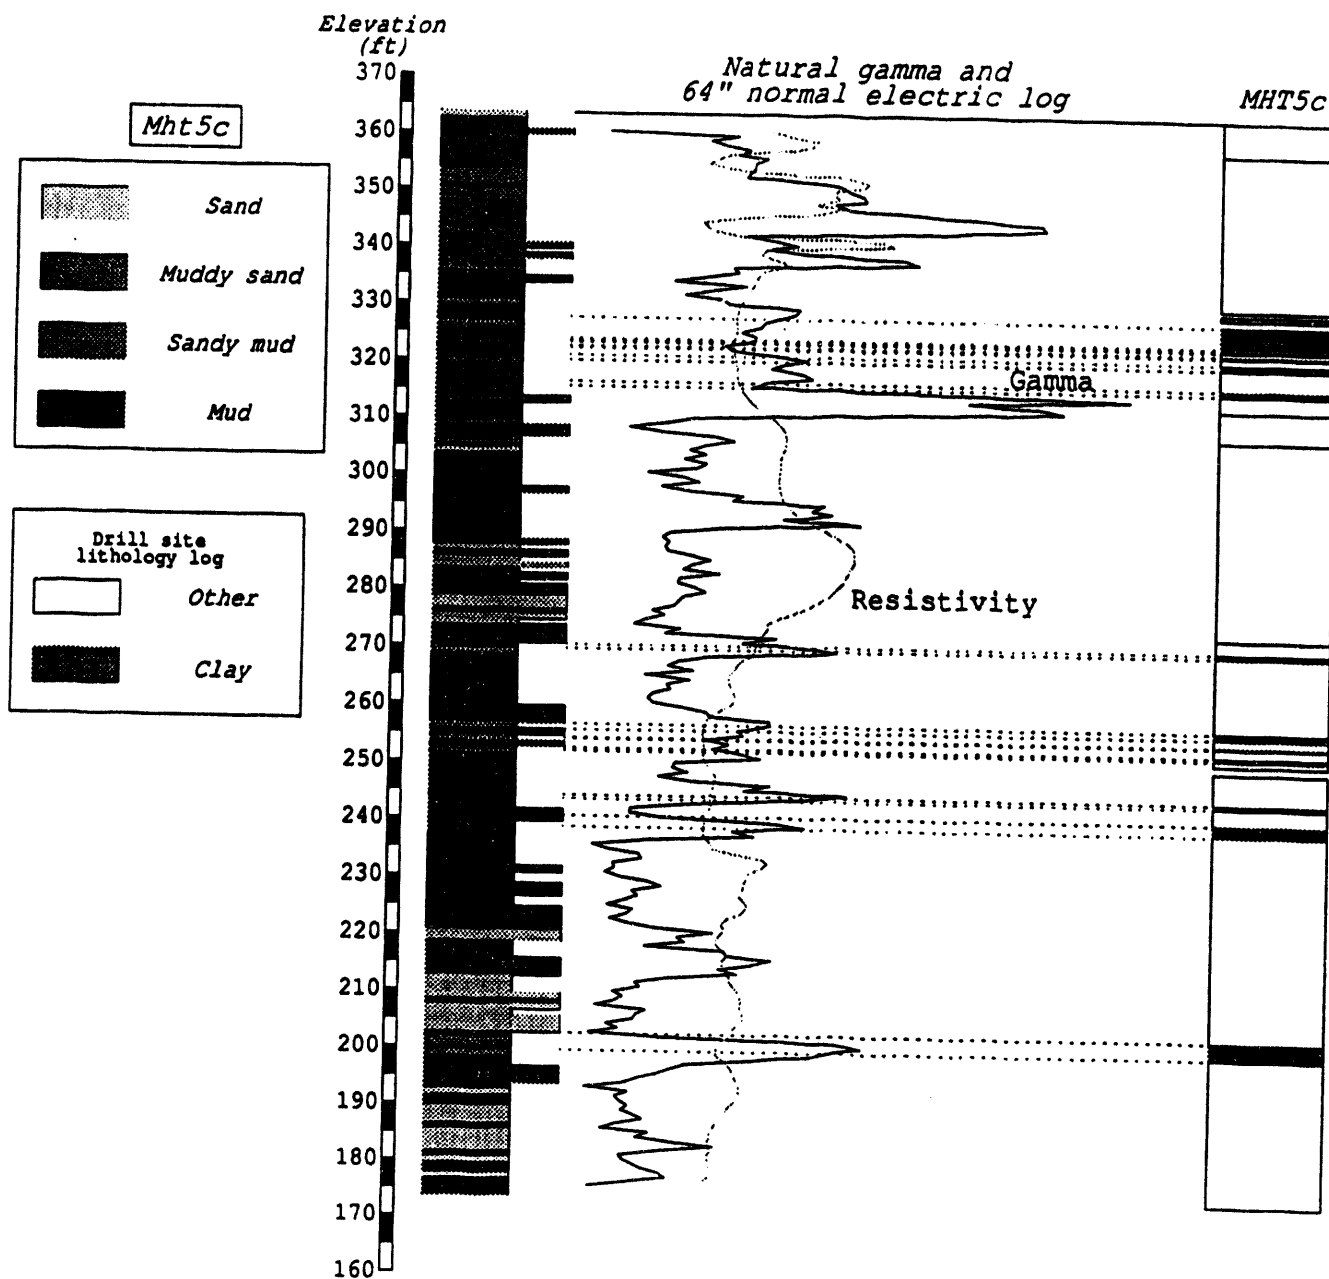 Elevation
(ft)
Natural gamma and
64" normal electric log
MHT5c
Mht5c
Sand
Muddy sand
Sandy mud
Mud
Drill site
lithology log
Other
Clay
370
360
350
340
330
320
310
300
290
280
270
260
250
240
230
220
210
200
190
180
170
160
Gamma
Resistivity